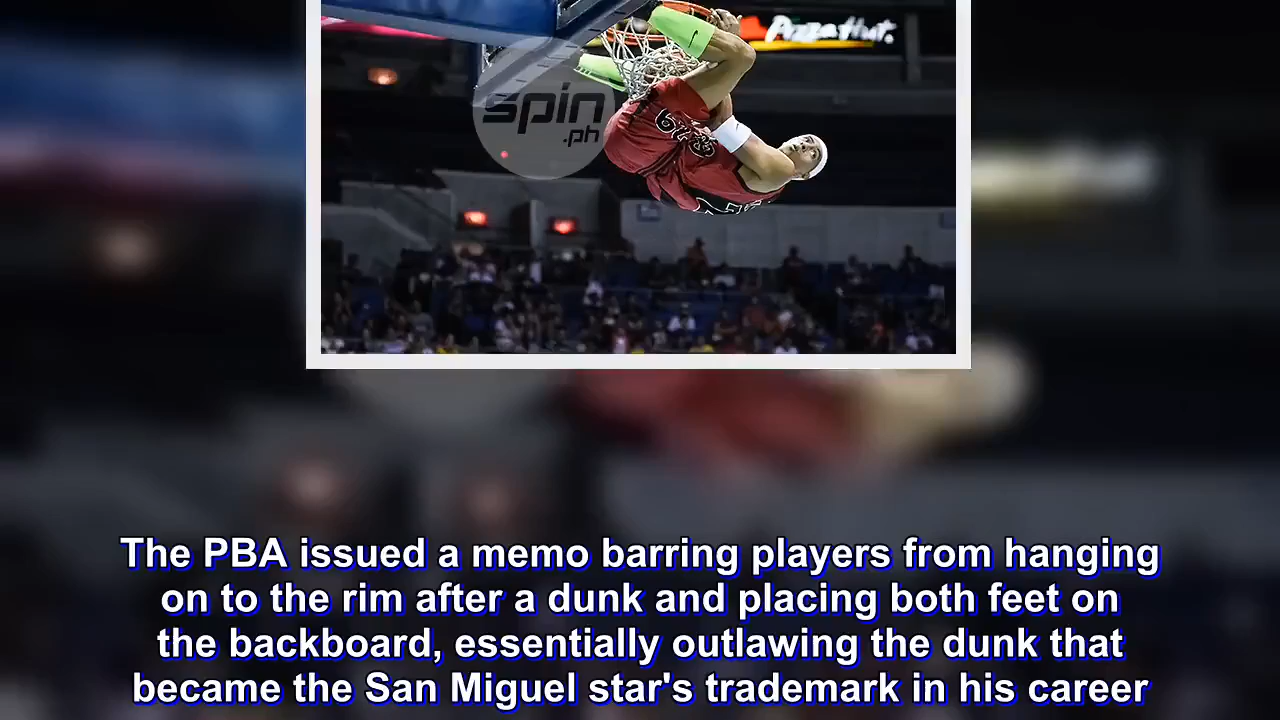 Pizza Hut.
spin
.ph
The PBA issued a memo barring players from hanging
on to the rim after a dunk and placing both feet on
the backboard, essentially outlawing the dunk that
became the San Miguel star's trademark in his career